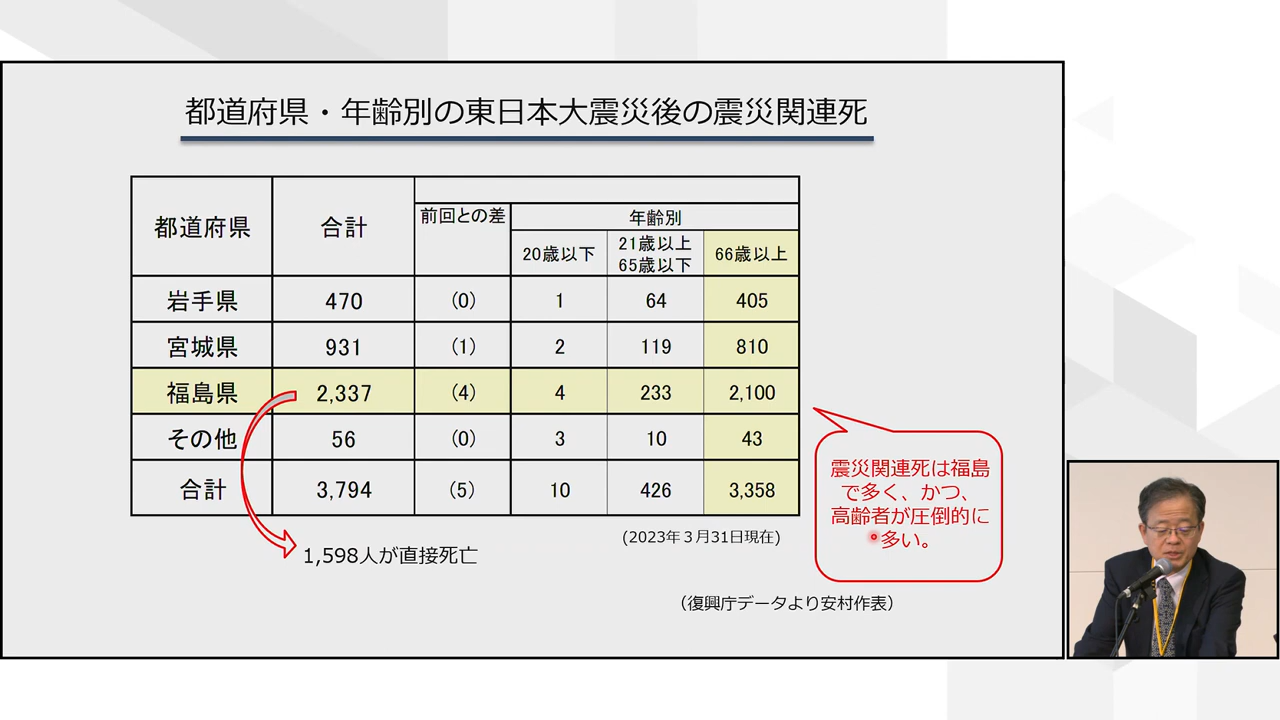 都道府県・年齢別の東日本大震災後の震災関連死
都道府県 合計 前回との差 年齢別
20歳以下 21歳以上 65歳以下 66歳以上
岩手県 470 (0) 1 64 405
宮城県 931 (1) 2 119 810
福島県 2,337 (4) 4 233 2,100
その他 56 (0) 3 10 43
合計 3,794 (5) 10 426 3,358
(2023年3月31日現在)
1,598人が直接死亡
震災関連死は福島
で多く、かつ、
高齢者が圧倒的に
多い。
（復興庁データより安村作表）